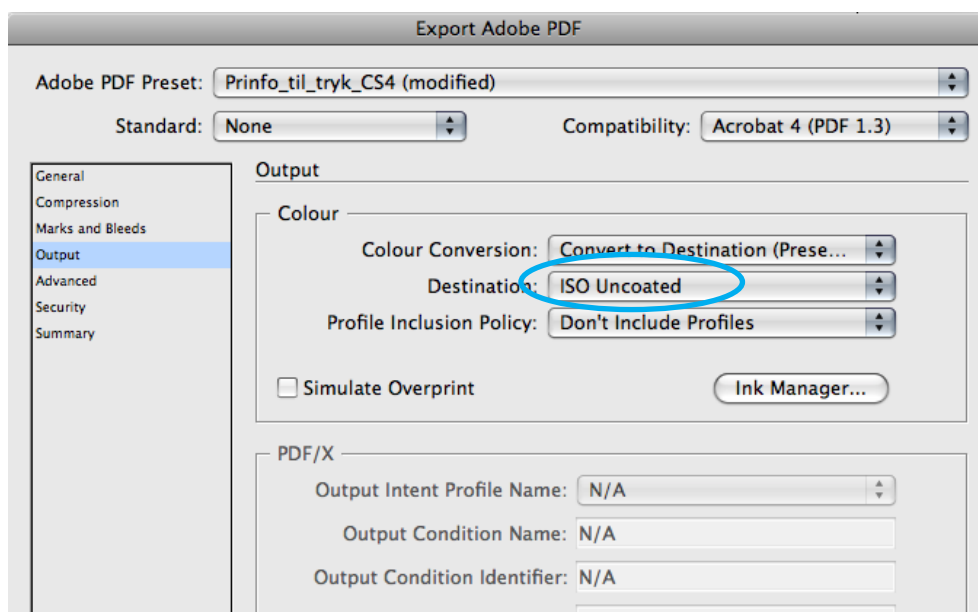 Export Adobe PDF
Adobe PDF Preset: Prinfo_til_tryk_CS4 (modified)
Standard: None Compatibility: Acrobat 4 (PDF 1.3)
General
Compression
Marks and Bleeds
Output
Advanced
Security
Summary
Output
Colour
Colour Conversion: Convert to Destination (Prese...
Destination: ISO Uncoated
Profile Inclusion Policy: Don't Include Profiles
Simulate Overprint Ink Manager...
PDF/X
Output Intent Profile Name: N/A
Output Condition Name: N/A
Output Condition Identifier: N/A